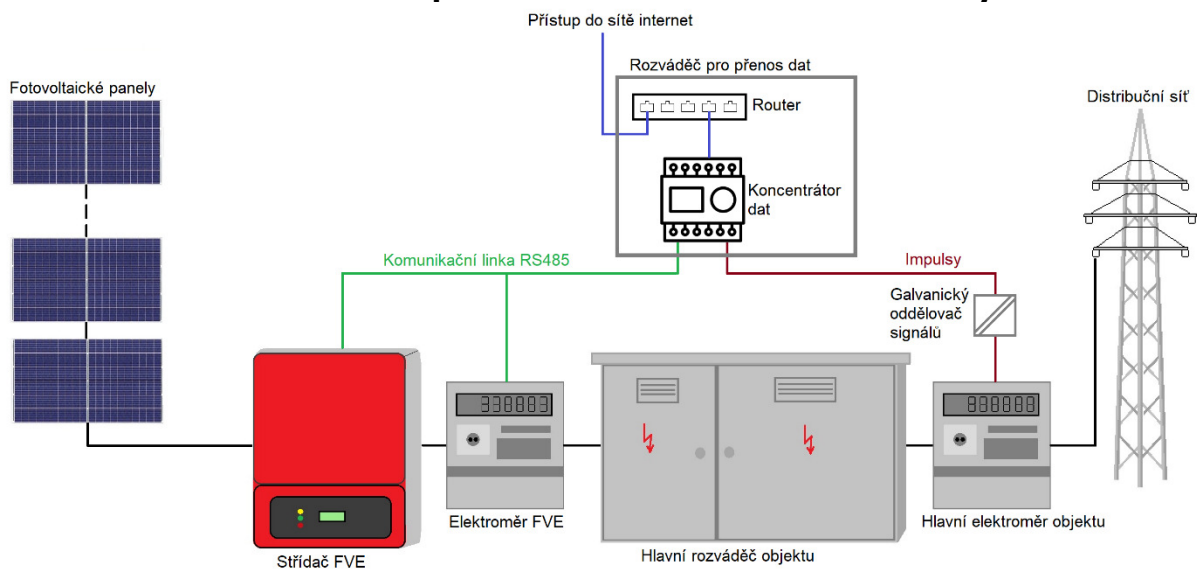 Přístup do sítě internet
Fotovoltaické panely
Rozváděč pro přenos dat
Distribuční síť
Router
Koncentrátor
dat
Komunikační linka RS485
Impulsy
Galvanický
oddělovač
signálů
338883
888888
Elektroměr FVE
Hlavní elektroměr objektu
Střídač FVE
Hlavní rozváděč objektu